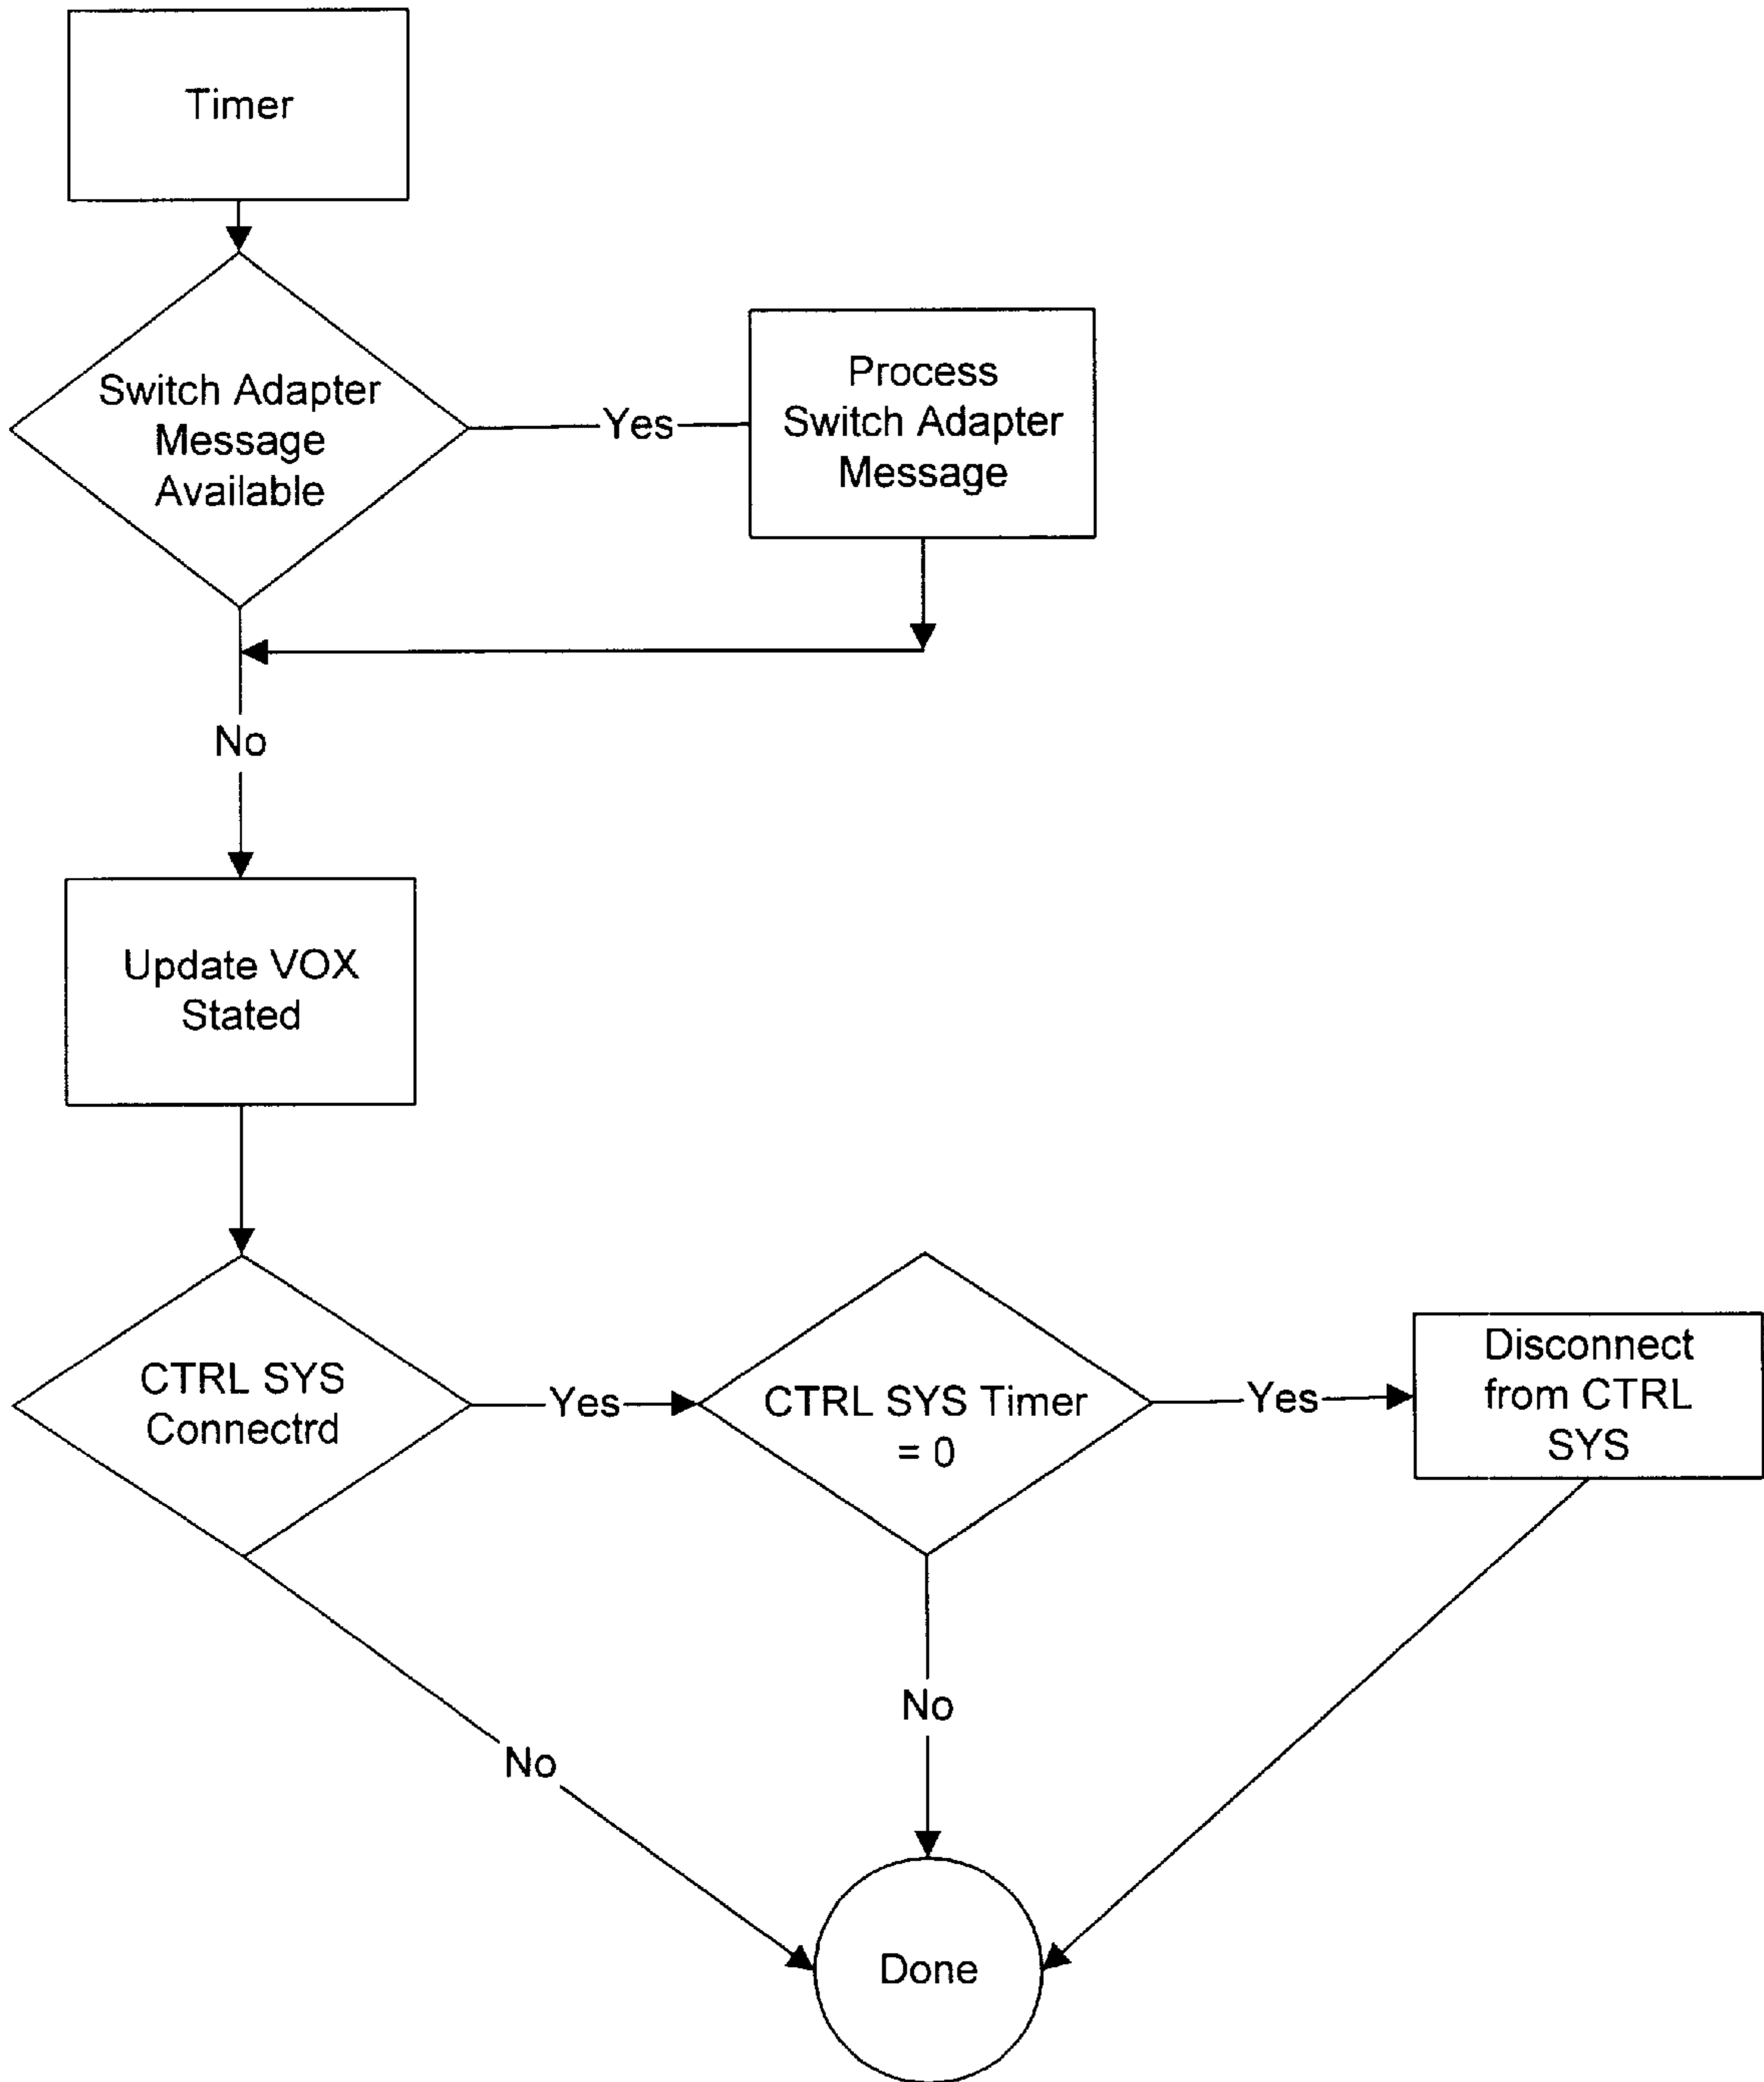 Timer
Switch Adapter
Message
Available
Yes
Process
Switch Adapter
Message
No
Update VOX
Stated
CTRL SYS
Connectrd
Yes
CTRL SYS Timer
= 0
Yes
Disconnect
from CTRL
SYS
No
No
Done